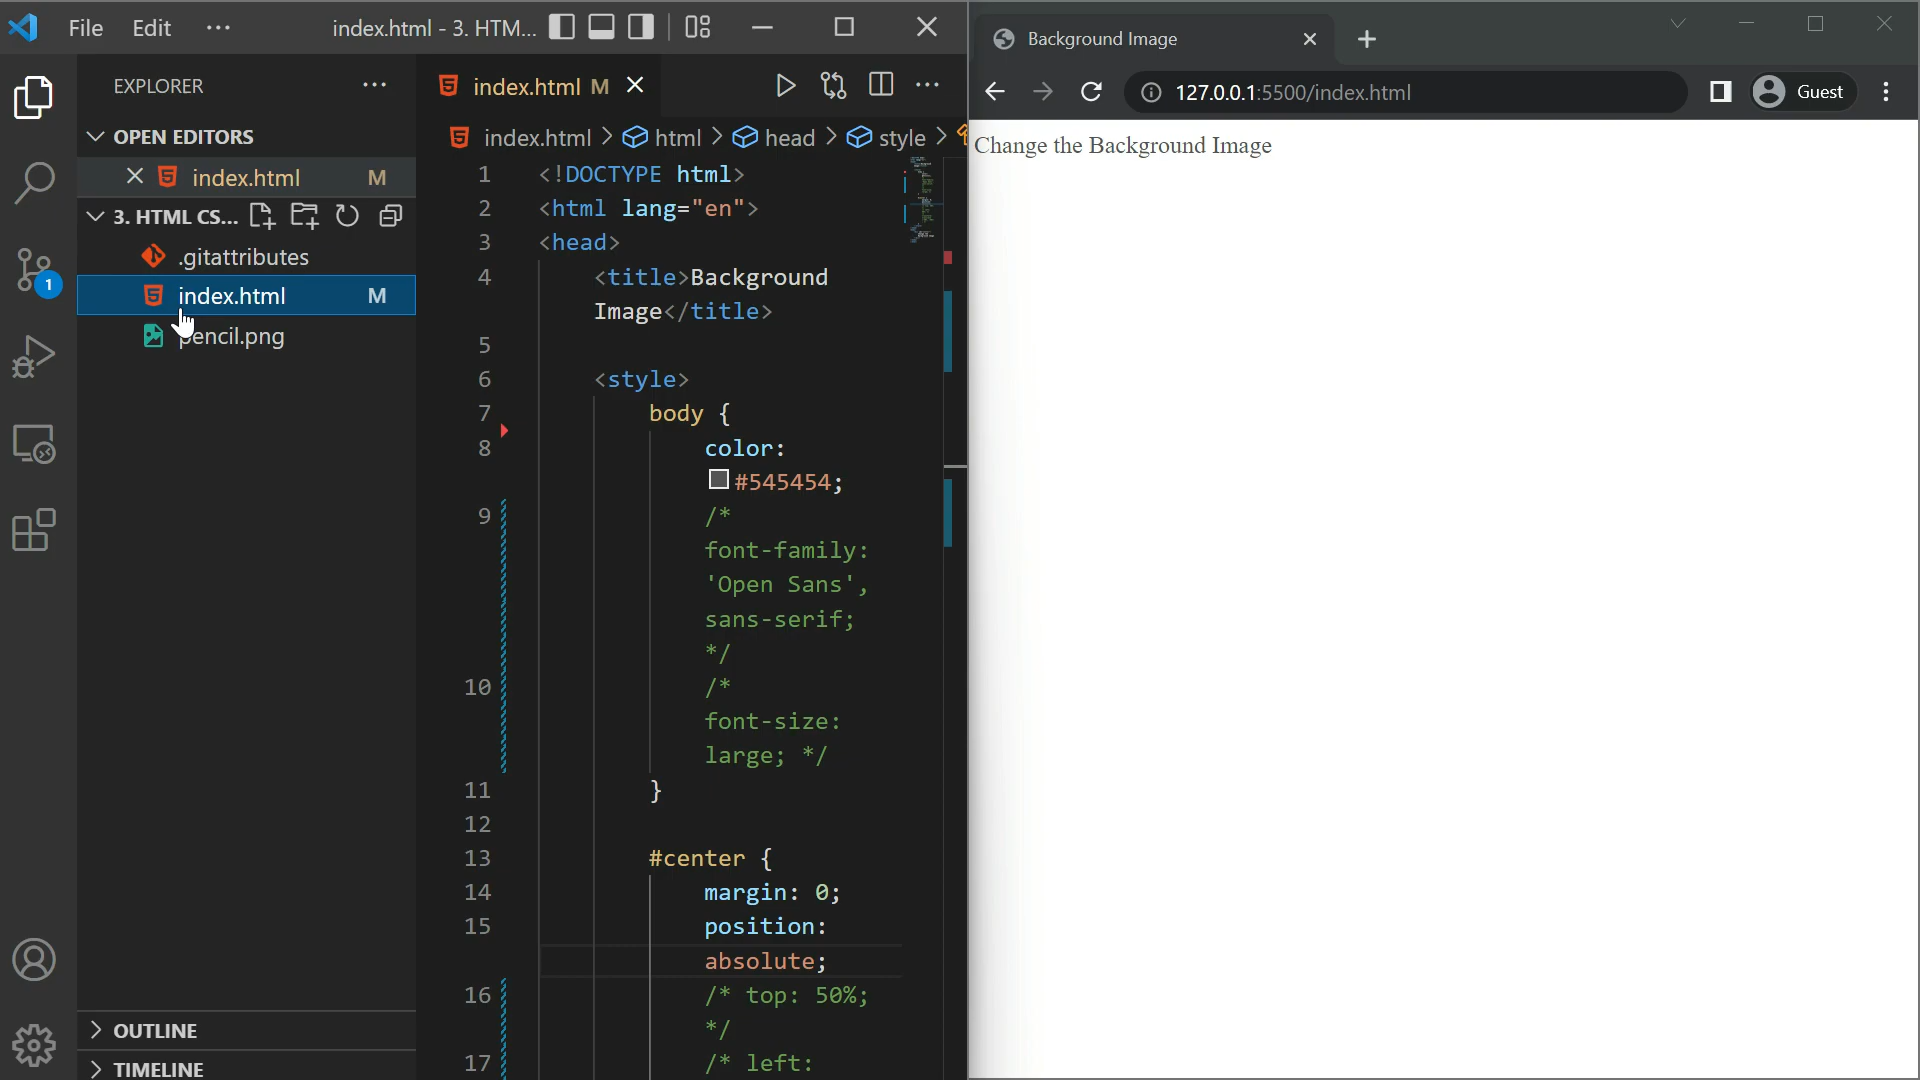 File Edit ··· index.html - 3. HTM...
EXPLORER ···
OPEN EDITORS
index.html M
3. HTML CS...
.gitattributes
index.html M
pencil.png
OUTLINE
TIMELINE
1
index.html M
index.html > html > head > style >
1 <!DOCTYPE html>
2 <html lang="en">
3 <head>
4 <title>Background
Image</title>
5
6 <style>
7 body {
8 color:
#545454;
9 /*
font-family:
'Open Sans',
sans-serif;
*/
10 /*
font-size:
large; */
11 }
12
13 #center {
14 margin: 0;
15 position:
absolute;
16 /* top: 50%;
*/
17 /* left:
Background Image
127.0.0.1:5500/index.html Guest
Change the Background Image